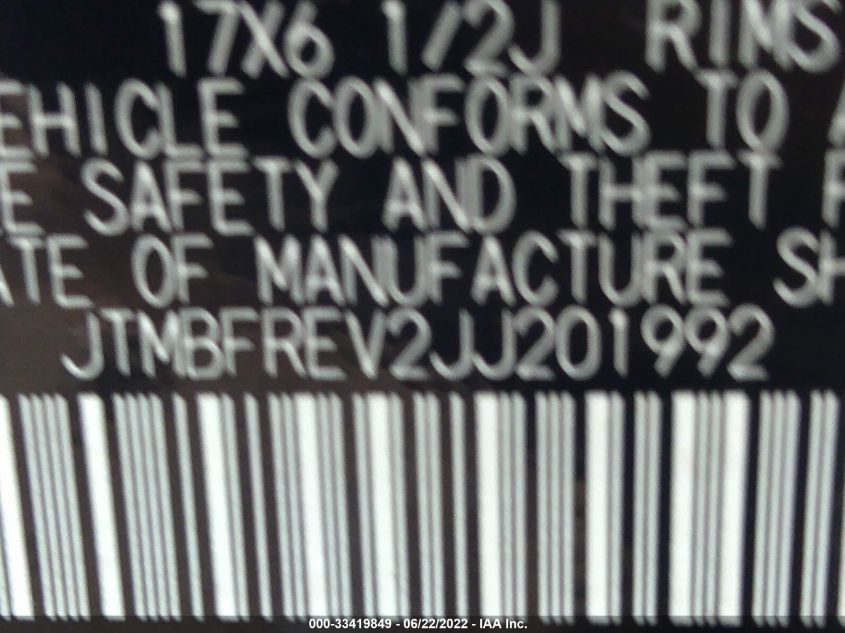 17X6 1/2J RIMS
EHICLE CONFORMS TO A
E SAFETY AND THEFT P
ATE OF MANUFACTURE SH
JTMBFREV2JJ201992
000-33419849 - 06/22/2022 - IAA Inc.